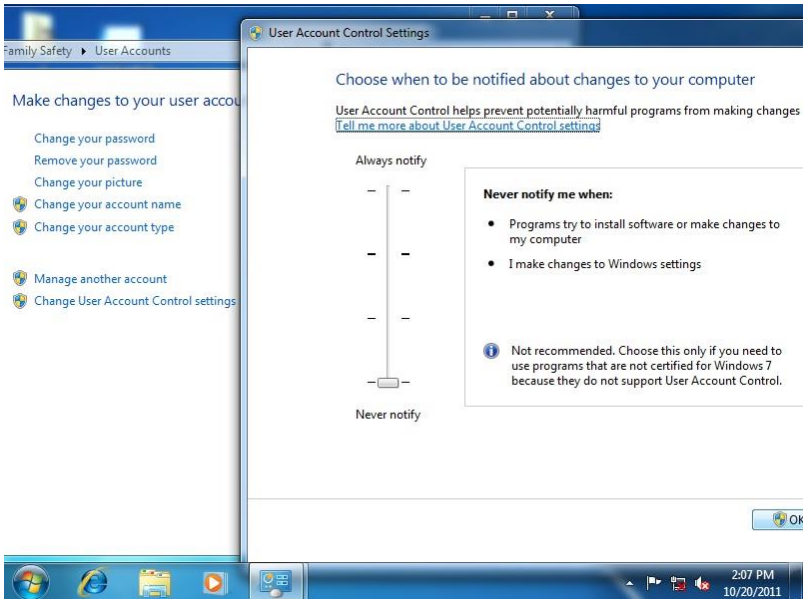 User Account Control Settings
Family Safety ▸ User Accounts
Make changes to your user accou
Change your password
Remove your password
Change your picture
Change your account name
Change your account type
Manage another account
Change User Account Control settings
Choose when to be notified about changes to your computer
User Account Control helps prevent potentially harmful programs from making changes
Tell me more about User Account Control settings
Always notify
Never notify me when:
• Programs try to install software or make changes to
my computer
• I make changes to Windows settings
Not recommended. Choose this only if you need to
use programs that are not certified for Windows 7
because they do not support User Account Control.
Never notify
OK
2:07 PM
10/20/2011